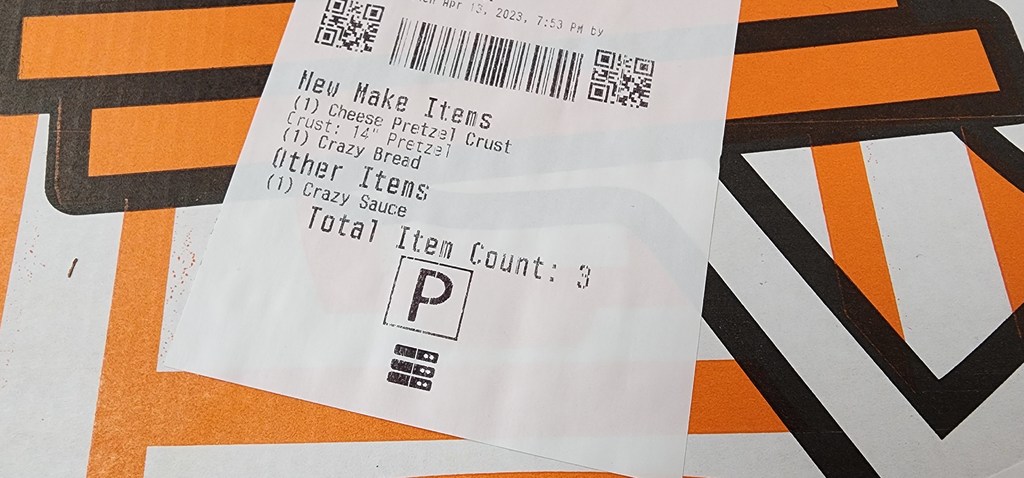 Apr 13, 2023, 7:53 PM by
New Make Items
(1) Cheese Pretzel Crust
Crust: 14" Pretzel
(1) Crazy Bread
Other Items
(1) Crazy Sauce
Total Item Count: 3
P